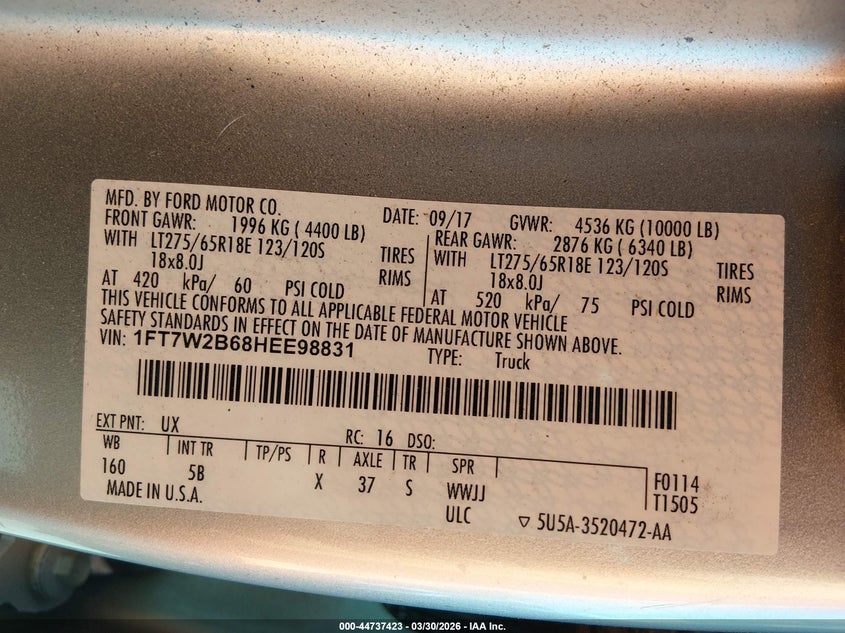 MFD. BY FORD MOTOR CO.
DATE: 09/17 GVWR: 4536 KG (10000 LB)
FRONT GAWR: 1996 KG ( 4400 LB)
REAR GAWR: 2876 KG ( 6340 LB)
WITH LT275/65R18E 123/120S TIRES
WITH LT275/65R18E 123/120S TIRES
18x8.0J RIMS
18x8.0J RIMS
AT 420 kPa/ 60 PSI COLD
AT 520 kPa/ 75 PSI COLD
THIS VEHICLE CONFORMS TO ALL APPLICABLE FEDERAL MOTOR VEHICLE
SAFETY STANDARDS IN EFFECT ON THE DATE OF MANUFACTURE SHOWN ABOVE.
VIN: 1FT7W2B68HEE98831
TYPE: Truck
EXT PNT: UX RC: 16 DSO:
WB INT TR TP/PS R AXLE TR SPR
160 5B X 37 S WWJJ F0114
ULC T1505
MADE IN U.S.A.
▽ 5U5A-3520472-AA
000-44737423 - 03/30/2026 - IAA Inc.